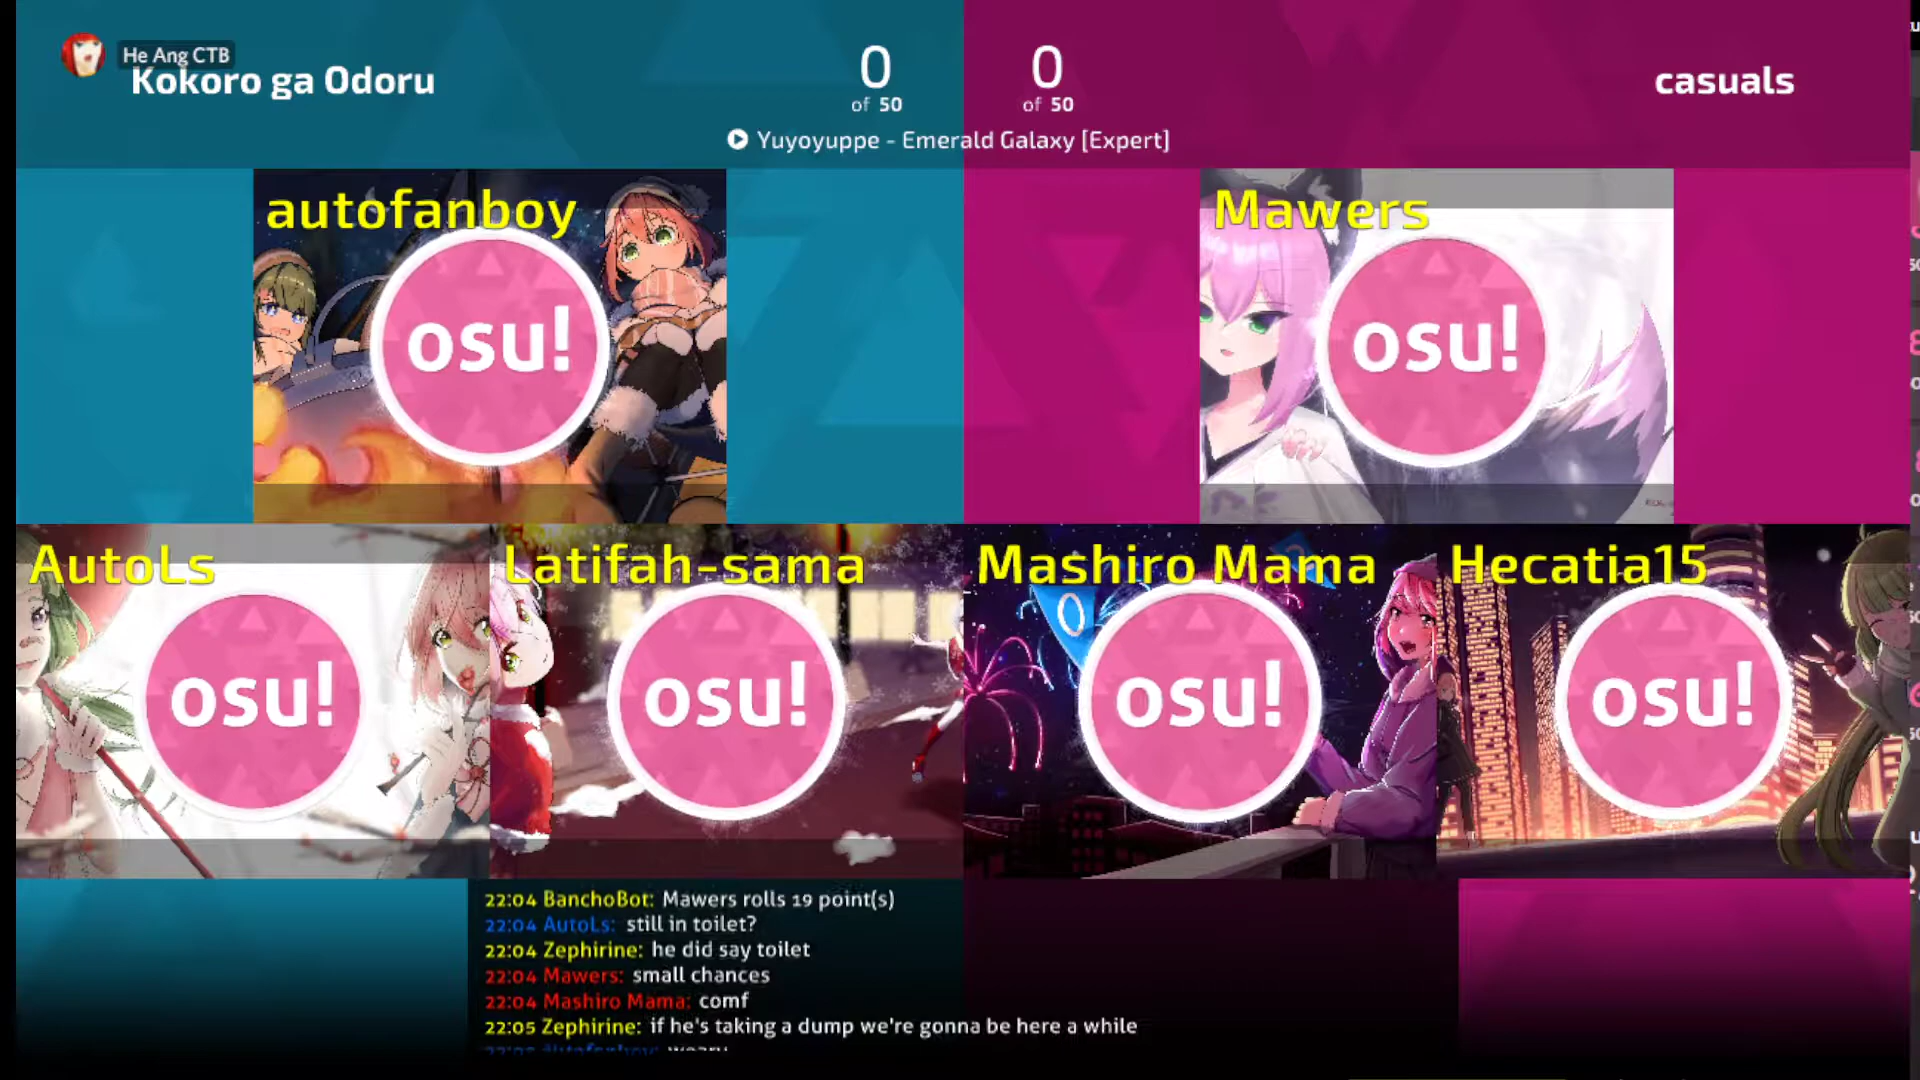 He Ang CTB
Kokoro ga Odoru
0
of 50
0
of 50
casuals
Yuyoyuppe - Emerald Galaxy [Expert]
autofanboy
osu!
Mawers
osu!
AutoLs
osu!
Latifah-sama
osu!
Mashiro Mama
0
osu!
Hecatia15
osu!
22:04 BanchoBot: Mawers rolls 19 point(s)
22:04 AutoLs: still in toilet?
22:04 Zephirine: he did say toilet
22:04 Mawers: small chances
22:04 Mashiro Mama: comf
22:05 Zephirine: if he's taking a dump we're gonna be here a while